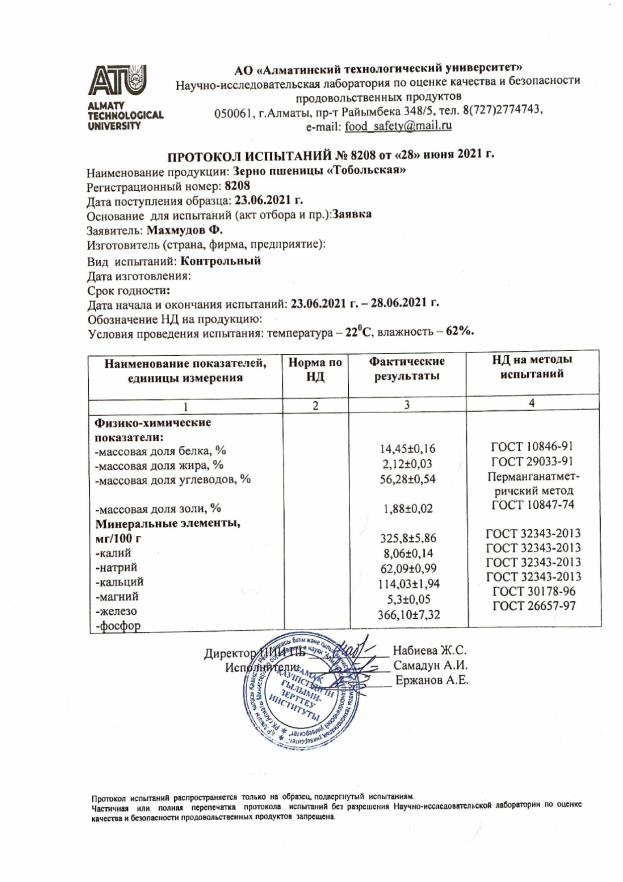 ATU
ALMATY
TECHNOLOGICAL
UNIVERSITY
АО «Алматинский технологический университет»
Научно-исследовательская лаборатория по оценке качества и безопасности
продовольственных продуктов
050061, г.Алматы, пр-т Райымбека 348/5, тел. 8(727)2774743,
e-mail: food_safety@mail.ru
ПРОТОКОЛ ИСПЫТАНИЙ № 8208 от «28» июня 2021 г.
Наименование продукции: Зерно пшеницы «Тобольская»
Регистрационный номер: 8208
Дата поступления образца: 23.06.2021 г.
Основание для испытаний (акт отбора и пр.):Заявка
Заявитель: Махмудов Ф.
Изготовитель (страна, фирма, предприятие):
Вид испытаний: Контрольный
Дата изготовления:
Срок годности:
Дата начала и окончания испытаний: 23.06.2021 г. – 28.06.2021 г.
Обозначение НД на продукцию:
Условия проведения испытания: температура – 22⁰С, влажность – 62%.
Наименование показателей, единицы измерения Норма по НД Фактические результаты НД на методы испытаний
1 2 3 4
Физико-химические
показатели:
-массовая доля белка, % 14,45±0,16 ГОСТ 10846-91
-массовая доля жира, % 2,12±0,03 ГОСТ 29033-91
-массовая доля углеводов, % 56,28±0,54 Перманганатмет-
ричский метод
-массовая доля золы, % 1,88±0,02 ГОСТ 10847-74
Минеральные элементы,
мг/100 г 325,8±5,86 ГОСТ 32343-2013
-калий 8,06±0,14 ГОСТ 32343-2013
-натрий 62,09±0,99 ГОСТ 32343-2013
-кальций 114,03±1,94 ГОСТ 32343-2013
-магний 5,3±0,05 ГОСТ 30178-96
-железо 366,10±7,32 ГОСТ 26657-97
-фосфор
Директор НИИ ПБ Набиева Ж.С.
Исполнители: Самадун А.И.
Ержанов А.Е.
ҚАУІПСІЗДІГІ
ҒЫЛЫМИ-
ЗЕРТТЕУ
ИНСТИТУТЫ
Протокол испытаний распространяется только на образец, подвергнутый испытаниям.
Частичная или полная перепечатка протокола испытаний без разрешения Научно-исследовательской лаборатории по оценке
качества и безопасности продовольственных продуктов запрещена.